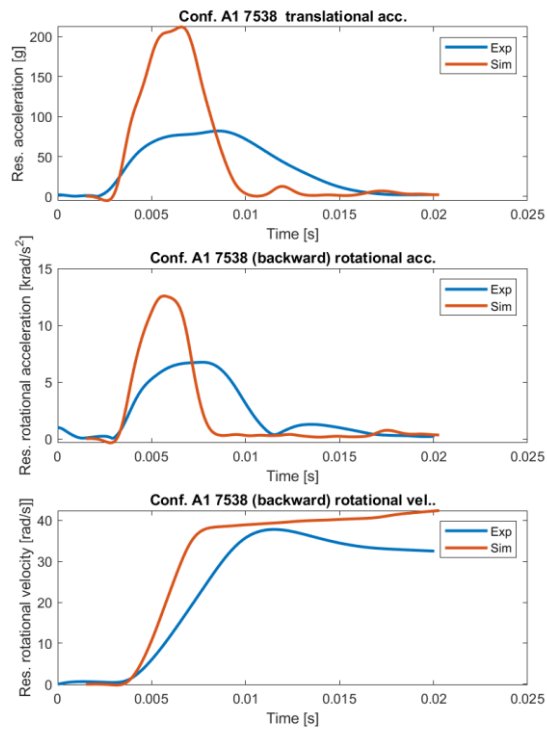 Conf. A1 7538  translational acc.
Res. acceleration [g]
200
150
100
50
0
Exp
Sim
0 0.005 0.01 0.015 0.02 0.025
Time [s]
Conf. A1 7538 (backward) rotational acc.
Res. rotational acceleration [krad/s²]
15
10
5
0
Exp
Sim
0 0.005 0.01 0.015 0.02 0.025
Time [s]
Conf. A1 7538 (backward) rotational vel..
Res. rotational velocity [rad/s]]
40
30
20
10
0
Exp
Sim
0 0.005 0.01 0.015 0.02 0.025
Time [s]